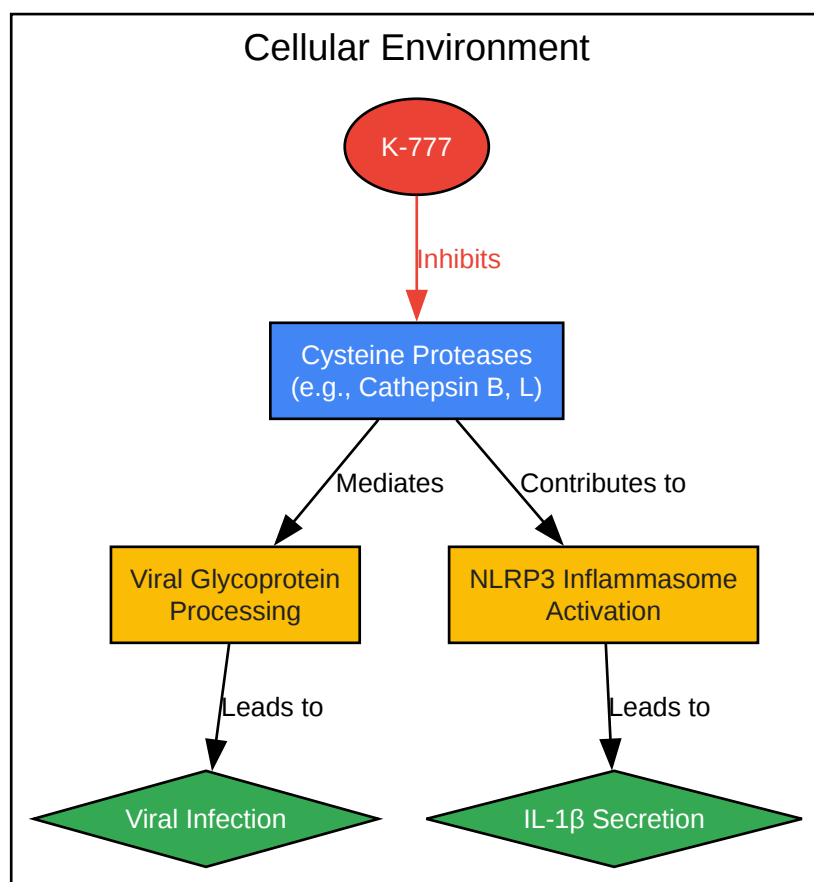 Cellular Environment
K-777
Inhibits
Cysteine Proteases
(e.g., Cathepsin B, L)
Mediates
Contributes to
Viral Glycoprotein
Processing
NLRP3 Inflammasome
Activation
Leads to
Leads to
Viral Infection
IL-1β Secretion